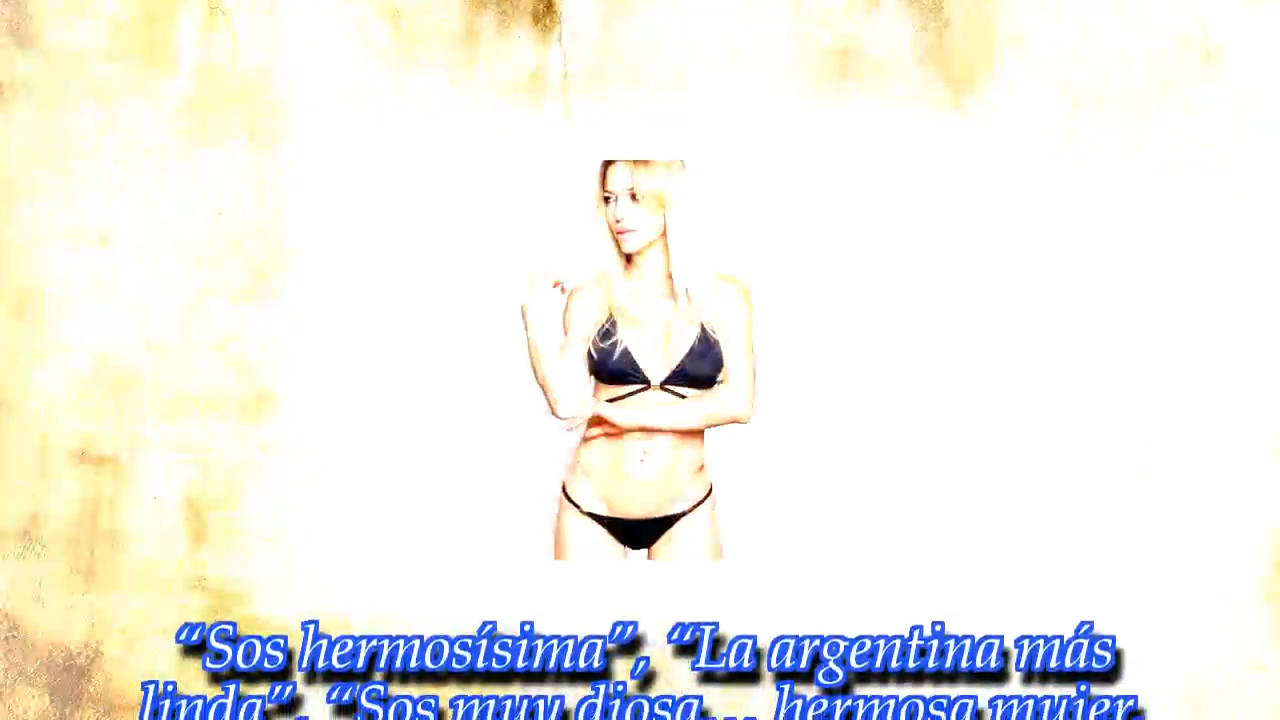 “Sos hermosísima”, “La argentina más
linda”, “Sos muy diosa... hermosa mujer